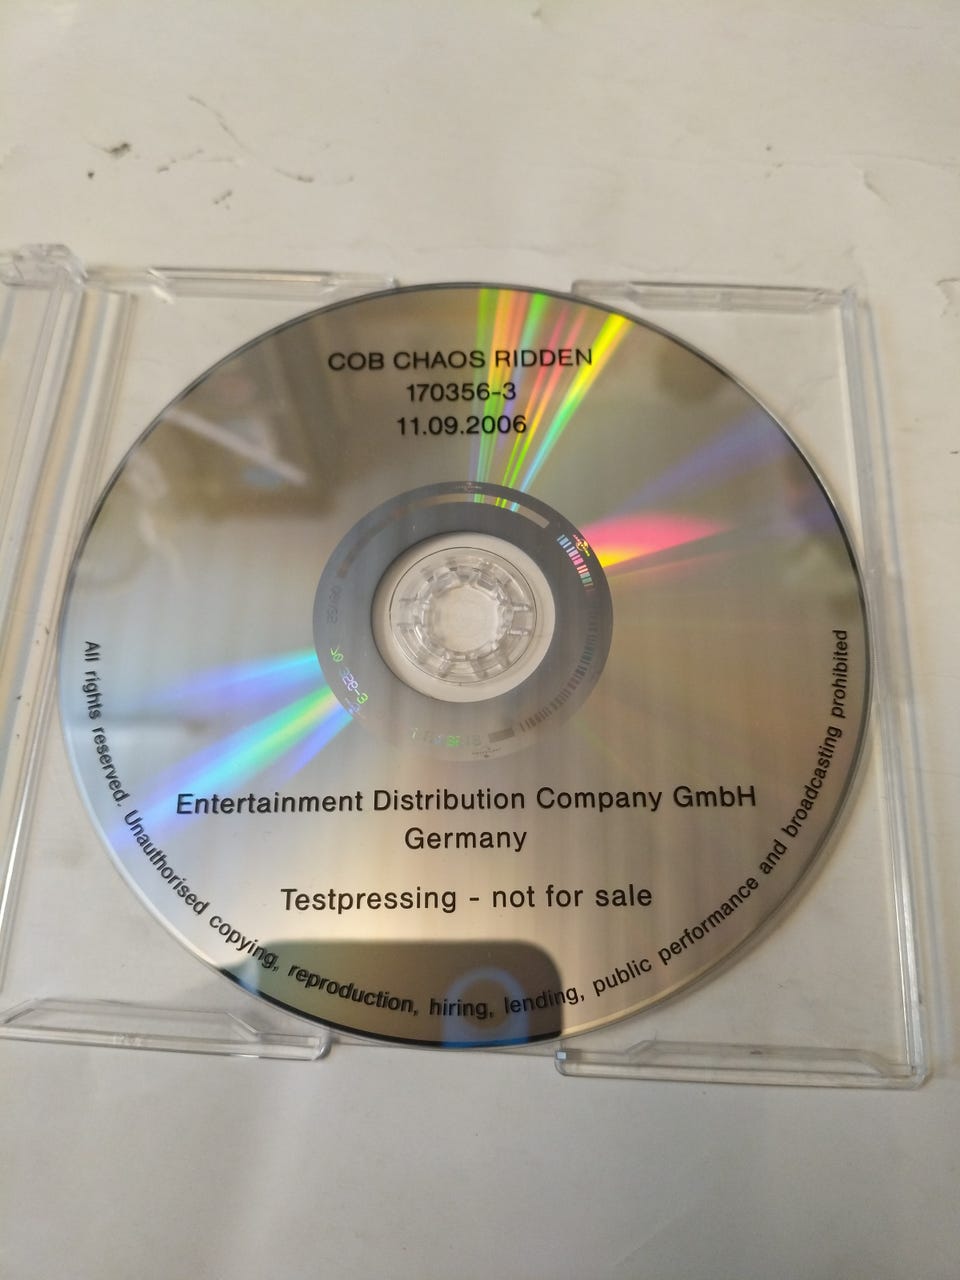 COB CHAOS RIDDEN
170356-3
11.09.2006
Entertainment Distribution Company GmbH
Germany
Testpressing - not for sale
All rights reserved. Unauthorised copying, reproduction, hiring, lending, public performance and broadcasting prohibited